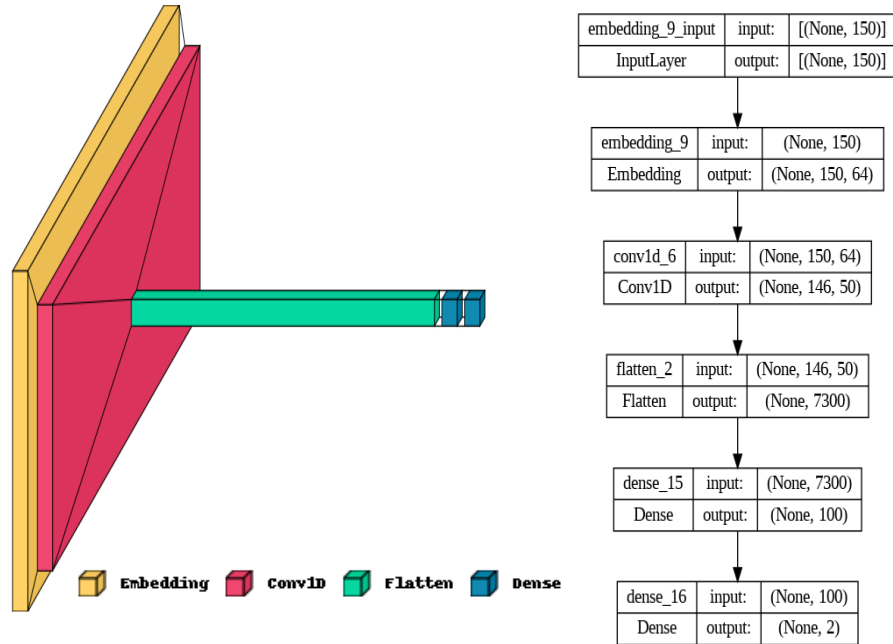 embedding_9_input input: [(None, 150)]
InputLayer output: [(None, 150)]
embedding_9 input: (None, 150)
Embedding output: (None, 150, 64)
conv1d_6 input: (None, 150, 64)
Conv1D output: (None, 146, 50)
flatten_2 input: (None, 146, 50)
Flatten output: (None, 7300)
dense_15 input: (None, 7300)
Dense output: (None, 100)
dense_16 input: (None, 100)
Dense output: (None, 2)
Embedding Conv1D Flatten Dense